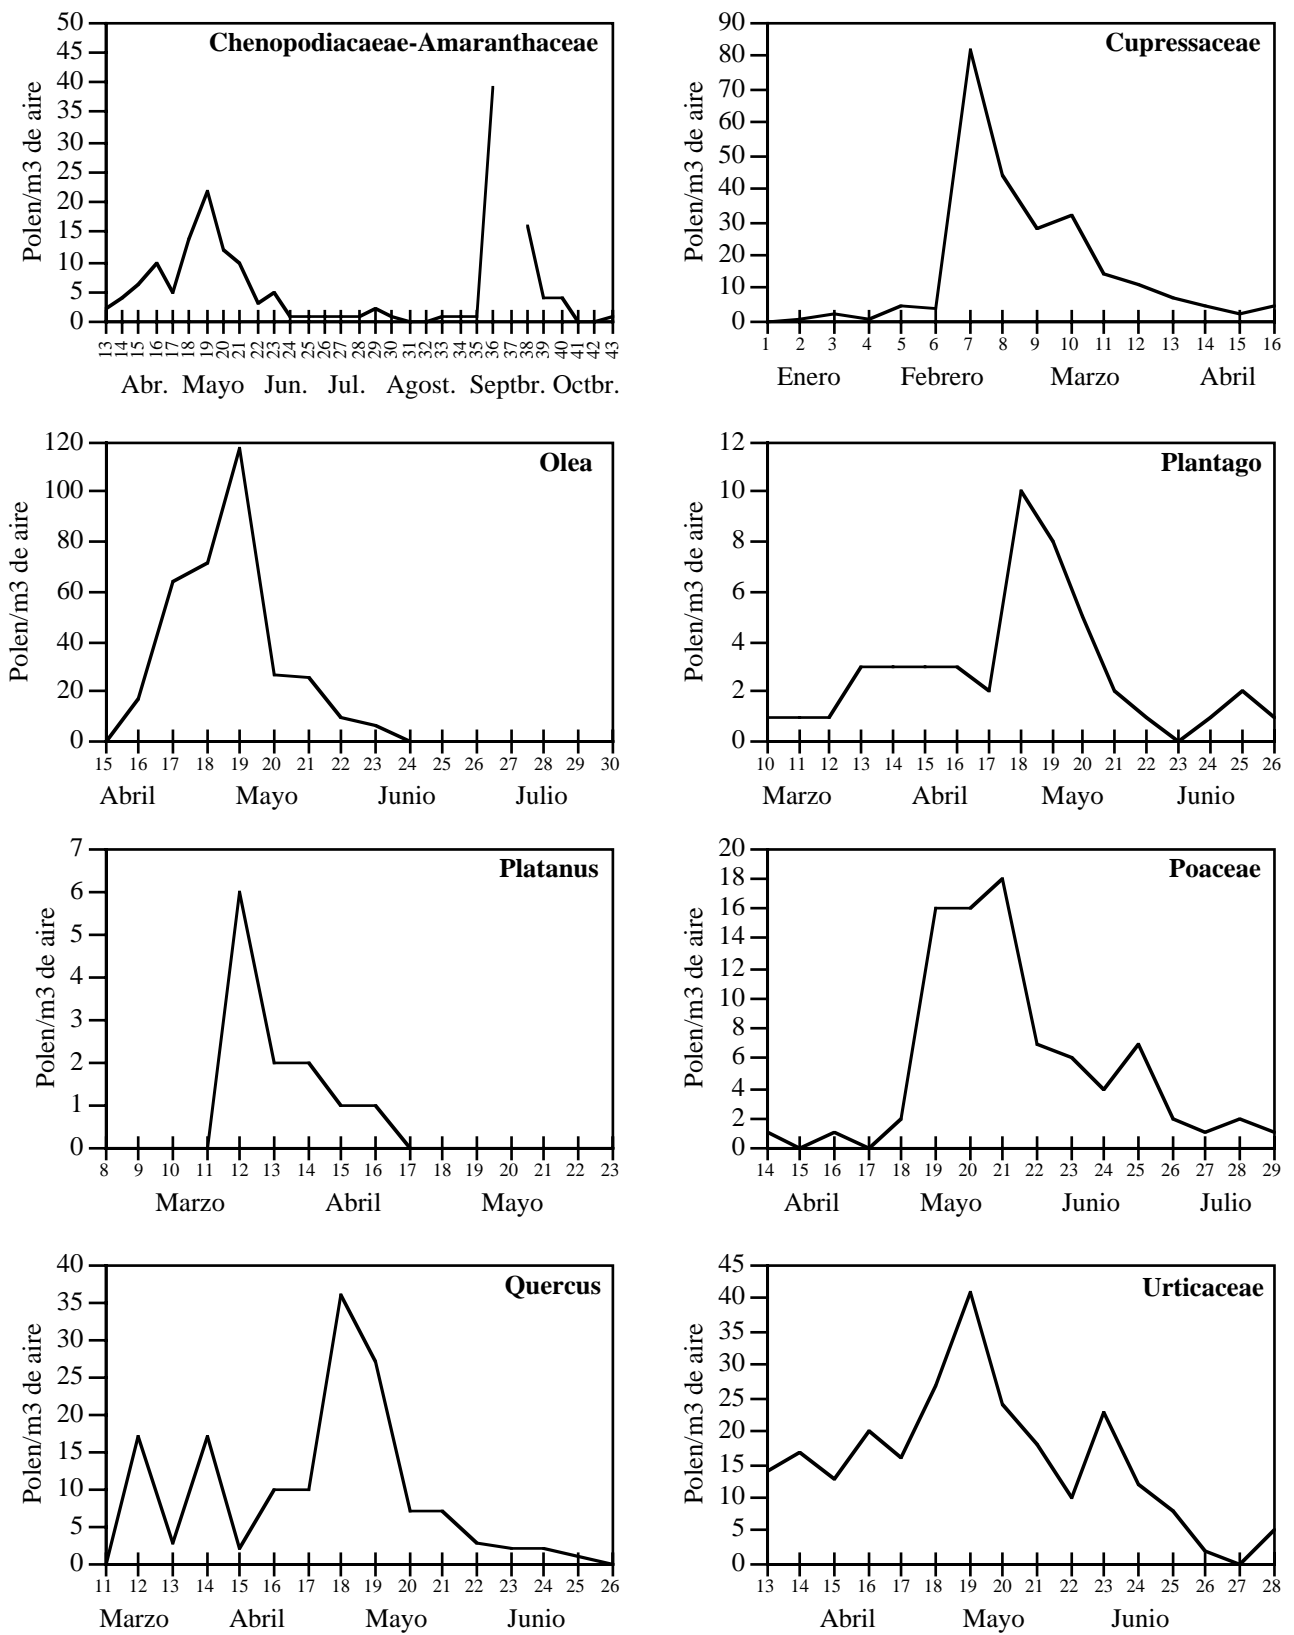 Chenopodiacaeae-Amaranthaceae
Polen/m3 de aire
50
45
40
35
30
25
20
15
10
5
0
13 14 15 16 17 18 19 20 21 22 23 24 25 26 27 28 29 30 31 32 33 34 35 36 37 38 39 40 41 42 43
Abr. Mayo Jun. Jul. Agost. Septbr. Octbr.
Cupressaceae
Polen/m3 de aire
90
80
70
60
50
40
30
20
10
0
1 2 3 4 5 6 7 8 9 10 11 12 13 14 15 16
Enero Febrero Marzo Abril
Olea
Polen/m3 de aire
120
100
80
60
40
20
0
15 16 17 18 19 20 21 22 23 24 25 26 27 28 29 30
Abril Mayo Junio Julio
Plantago
Polen/m3 de aire
12
10
8
6
4
2
0
10 11 12 13 14 15 16 17 18 19 20 21 22 23 24 25 26
Marzo Abril Mayo Junio
Platanus
Polen/m3 de aire
7
6
5
4
3
2
1
0
8 9 10 11 12 13 14 15 16 17 18 19 20 21 22 23
Marzo Abril Mayo
Poaceae
Polen/m3 de aire
20
18
16
14
12
10
8
6
4
2
0
14 15 16 17 18 19 20 21 22 23 24 25 26 27 28 29
Abril Mayo Junio Julio
Quercus
Polen/m3 de aire
40
35
30
25
20
15
10
5
0
11 12 13 14 15 16 17 18 19 20 21 22 23 24 25 26
Marzo Abril Mayo Junio
Urticaceae
Polen/m3 de aire
45
40
35
30
25
20
15
10
5
0
13 14 15 16 17 18 19 20 21 22 23 24 25 26 27 28
Abril Mayo Junio